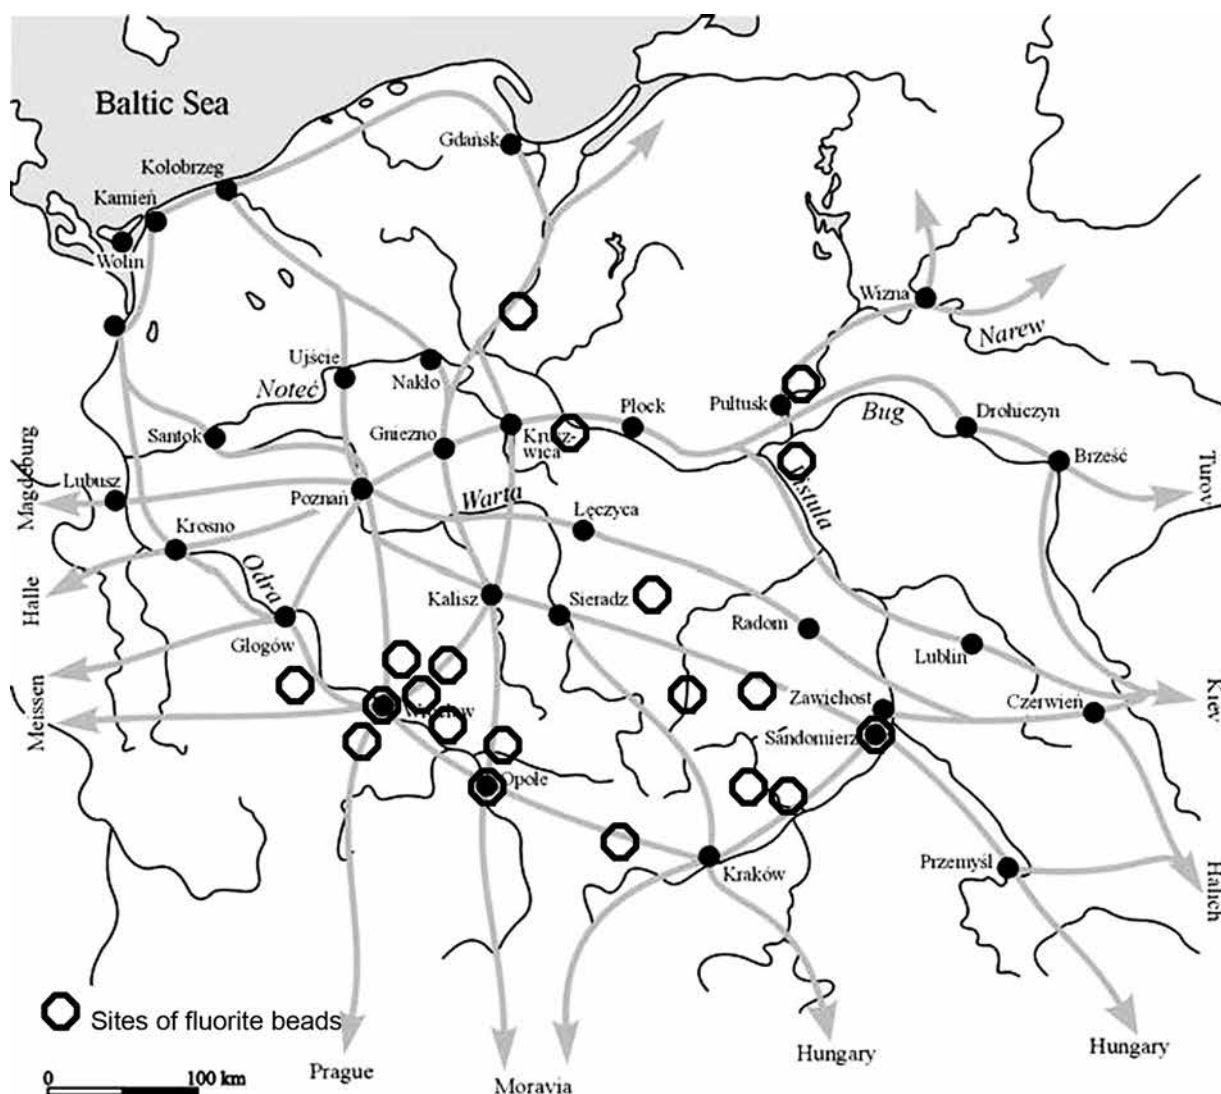 Baltic Sea
Gdańsk
Kołobrzeg
Kamień
Wolin
Wizna
Narew
Ujście
Nakło
Noteć
Płock
Pułtusk
Bug
Drohiczyn
Santok
Gniezno
Krusz-
wica
Brześć
Turov
Magdeburg
Lubusz
Poznań
Warta
Łęczyca
Krosno
Odra
Halle
Kalisz
Sieradz
Radom
Głogów
Lublin
Meissen
Zawichost
Czerwień
Kiev
Sandomierz
Opole
Kraków
Przemyśl
Halich
Sites of fluorite beads
Prague
Moravia
Hungary
Hungary
0 100 km